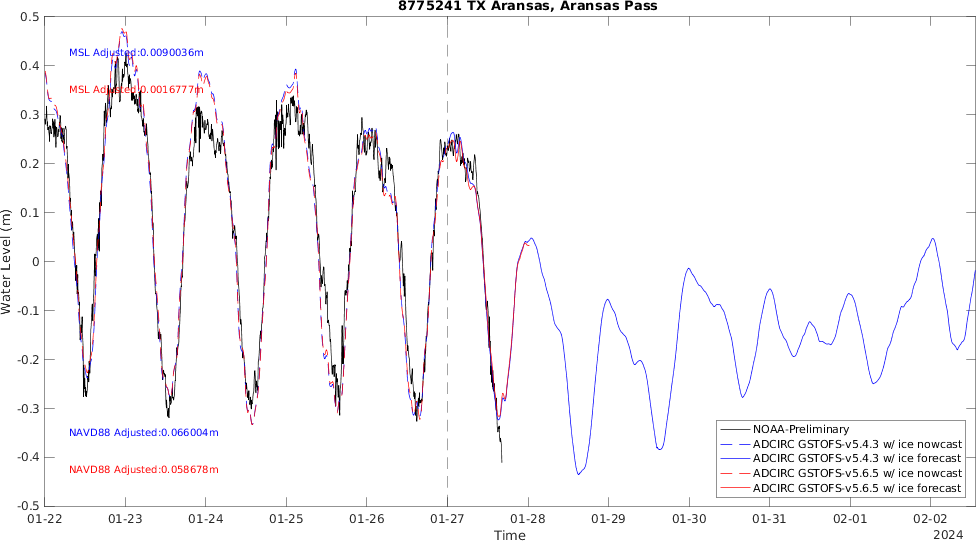 8775241 TX Aransas, Aransas Pass
0.5
0.4
0.3
0.2
0.1
0
-0.1
-0.2
-0.3
-0.4
-0.5
Water Level (m)
MSL Adjusted:0.0090036m
MSL Adjusted:0.0016777m
NAVD88 Adjusted:0.066004m
NAVD88 Adjusted:0.058678m
NOAA-Preliminary
ADCIRC GSTOFS-v5.4.3 w/ ice nowcast
ADCIRC GSTOFS-v5.4.3 w/ ice forecast
ADCIRC GSTOFS-v5.6.5 w/ ice nowcast
ADCIRC GSTOFS-v5.6.5 w/ ice forecast
01-22 01-23 01-24 01-25 01-26 01-27 01-28 01-29 01-30 01-31 02-01 02-02
Time
2024